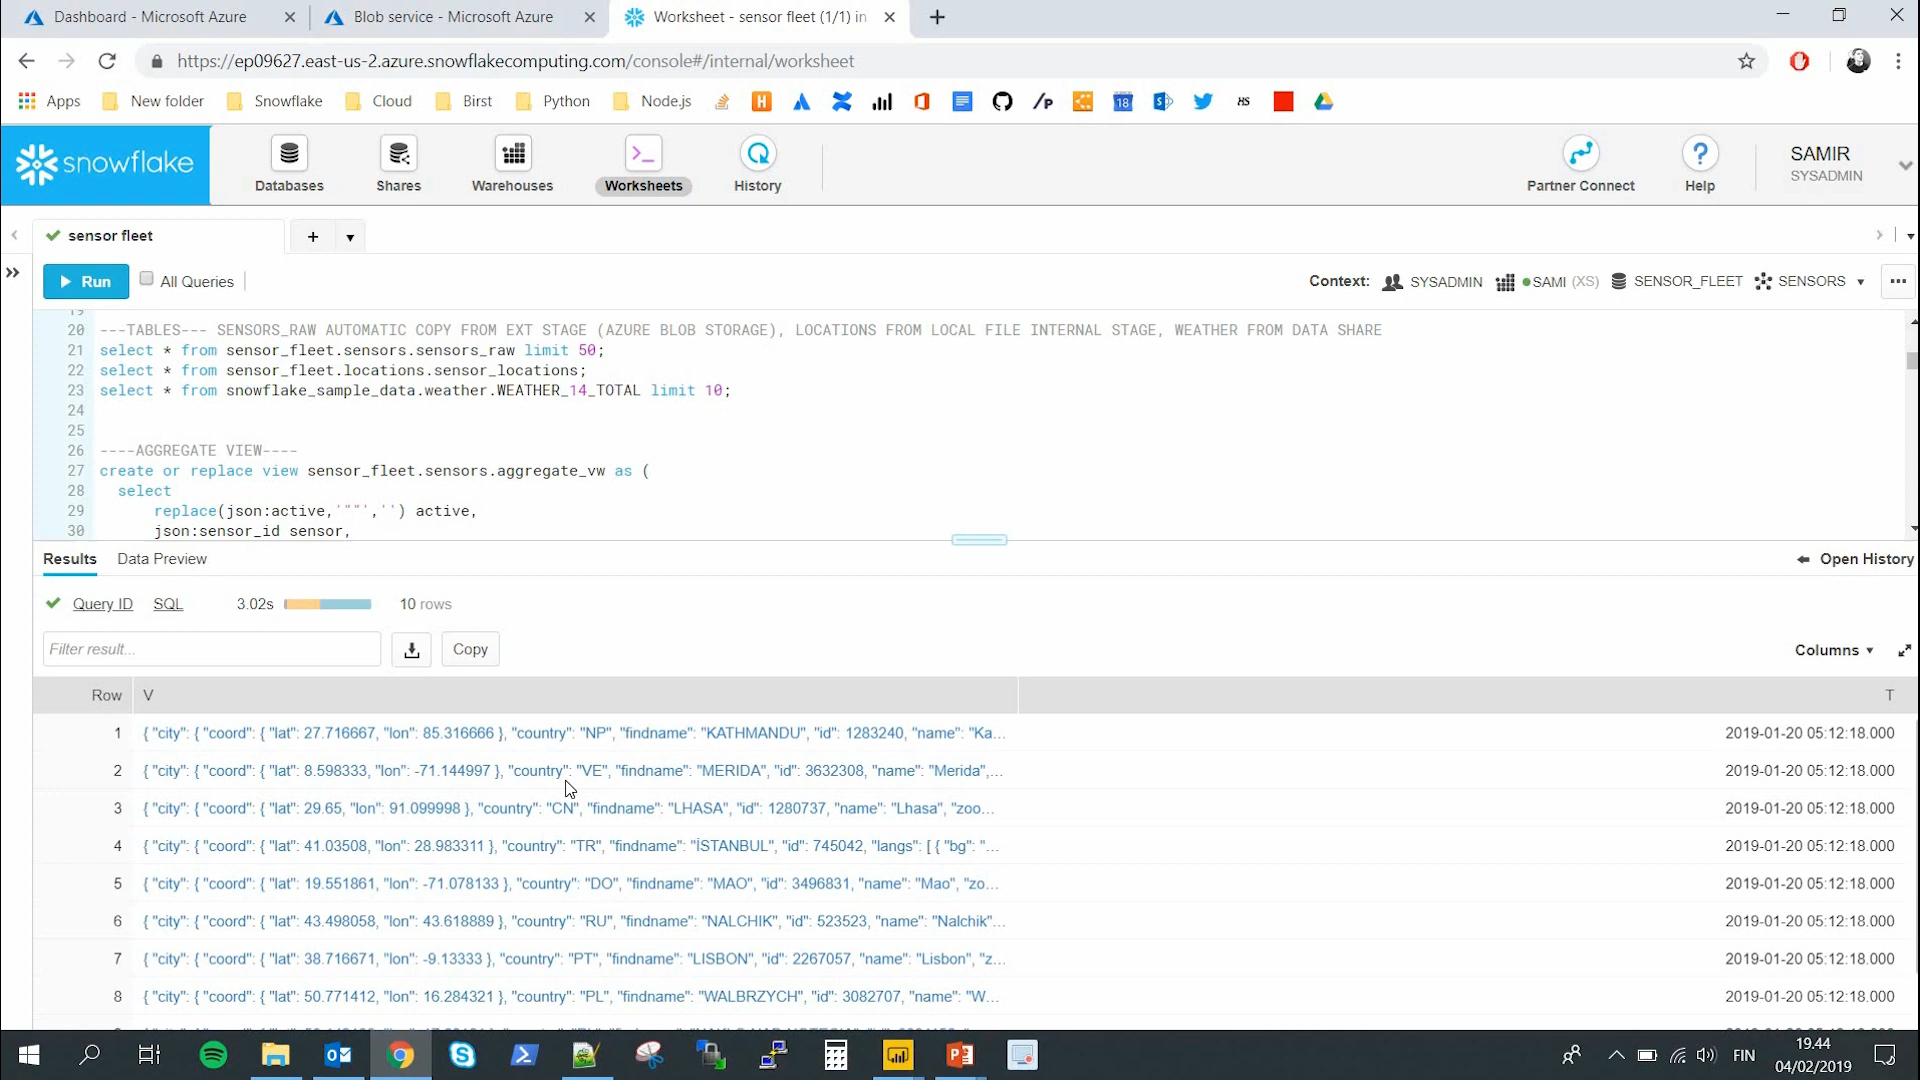 Dashboard - Microsoft Azure
Blob service - Microsoft Azure
Worksheet - sensor fleet (1/1) in
https://ep09627.east-us-2.azure.snowflakecomputing.com/console#/internal/worksheet
Apps New folder Snowflake Cloud Birst Python Node.js H /P 18 HS
snowflake
Databases Shares Warehouses Worksheets History Partner Connect Help
SAMIR
SYSADMIN
sensor fleet
Run All Queries Context: SYSADMIN SAMI (XS) SENSOR_FLEET SENSORS
19
20 ---TABLES--- SENSORS_RAW AUTOMATIC COPY FROM EXT STAGE (AZURE BLOB STORAGE), LOCATIONS FROM LOCAL FILE INTERNAL STAGE, WEATHER FROM DATA SHARE
21 select * from sensor_fleet.sensors.sensors_raw limit 50;
22 select * from sensor_fleet.locations.sensor_locations;
23 select * from snowflake_sample_data.weather.WEATHER_14_TOTAL limit 10;
24
25
26 ----AGGREGATE VIEW----
27 create or replace view sensor_fleet.sensors.aggregate_vw as (
28 select
29 replace(json:active,'""','') active,
30 json:sensor_id sensor,
Results Data Preview Open History
Query ID SQL 3.02s 10 rows
Filter result... Copy Columns
Row V T
1 { "city": { "coord": { "lat": 27.716667, "lon": 85.316666 }, "country": "NP", "findname": "KATHMANDU", "id": 1283240, "name": "Ka... 2019-01-20 05:12:18.000
2 { "city": { "coord": { "lat": 8.598333, "lon": -71.144997 }, "country": "VE", "findname": "MERIDA", "id": 3632308, "name": "Merida",... 2019-01-20 05:12:18.000
3 { "city": { "coord": { "lat": 29.65, "lon": 91.099998 }, "country": "CN", "findname": "LHASA", "id": 1280737, "name": "Lhasa", "zoo... 2019-01-20 05:12:18.000
4 { "city": { "coord": { "lat": 41.03508, "lon": 28.983311 }, "country": "TR", "findname": "İSTANBUL", "id": 745042, "langs": [ { "bg": "... 2019-01-20 05:12:18.000
5 { "city": { "coord": { "lat": 19.551861, "lon": -71.078133 }, "country": "DO", "findname": "MAO", "id": 3496831, "name": "Mao", "zo... 2019-01-20 05:12:18.000
6 { "city": { "coord": { "lat": 43.498058, "lon": 43.618889 }, "country": "RU", "findname": "NALCHIK", "id": 523523, "name": "Nalchik"... 2019-01-20 05:12:18.000
7 { "city": { "coord": { "lat": 38.716671, "lon": -9.13333 }, "country": "PT", "findname": "LISBON", "id": 2267057, "name": "Lisbon", "z... 2019-01-20 05:12:18.000
8 { "city": { "coord": { "lat": 50.771412, "lon": 16.284321 }, "country": "PL", "findname": "WALBRZYCH", "id": 3082707, "name": "W... 2019-01-20 05:12:18.000
FIN
19.44
04/02/2019